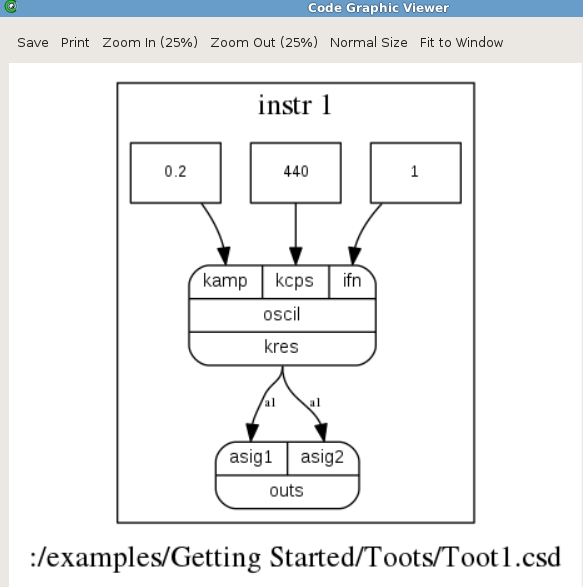 Code Graphic Viewer
Save Print Zoom In (25%) Zoom Out (25%) Normal Size Fit to Window
instr 1
0.2 440 1
kamp kcps ifn
oscil
kres
a1 a1
asig1 asig2
outs
:/examples/Getting Started/Toots/Toot1.csd